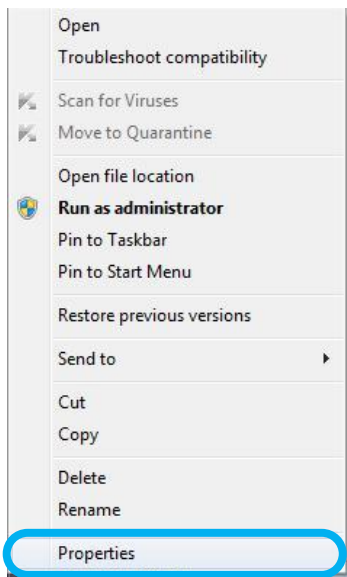 Open
Troubleshoot compatibility
Scan for Viruses
Move to Quarantine
Open file location
Run as administrator
Pin to Taskbar
Pin to Start Menu
Restore previous versions
Send to
Cut
Copy
Delete
Rename
Properties